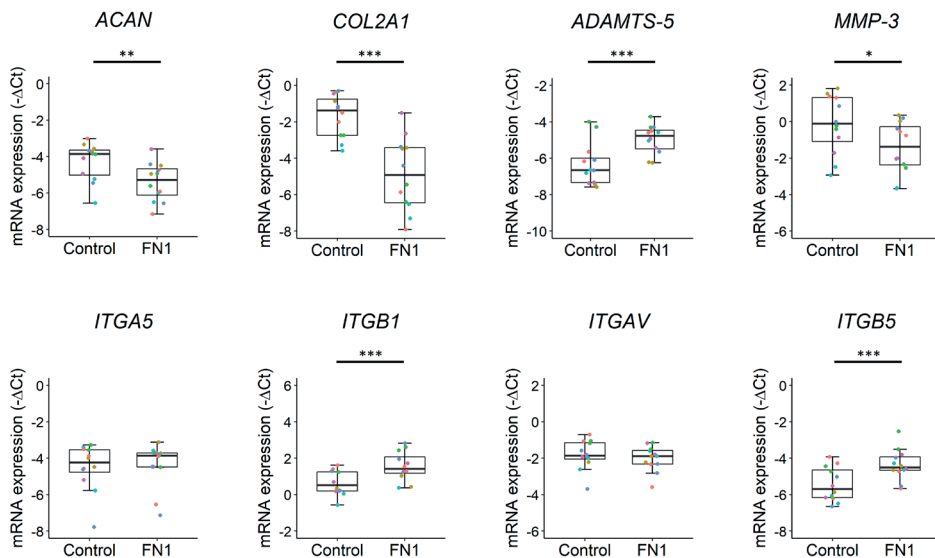 ACAN
COL2A1
ADAMTS-5
MMP-3
**
***
***
*
mRNA expression (-ΔCt)
0
-2
-4
-6
-8
Control FN1
mRNA expression (-ΔCt)
0
-2
-4
-6
-8
Control FN1
mRNA expression (-ΔCt)
-2
-4
-6
-8
-10
Control FN1
mRNA expression (-ΔCt)
2
0
-2
-4
-6
Control FN1
ITGA5
ITGB1
ITGAV
ITGB5
***
***
mRNA expression (-ΔCt)
0
-2
-4
-6
-8
Control FN1
mRNA expression (-ΔCt)
6
4
2
0
-2
Control FN1
mRNA expression (-ΔCt)
2
0
-2
-4
-6
Control FN1
mRNA expression (-ΔCt)
0
-2
-4
-6
-8
Control FN1